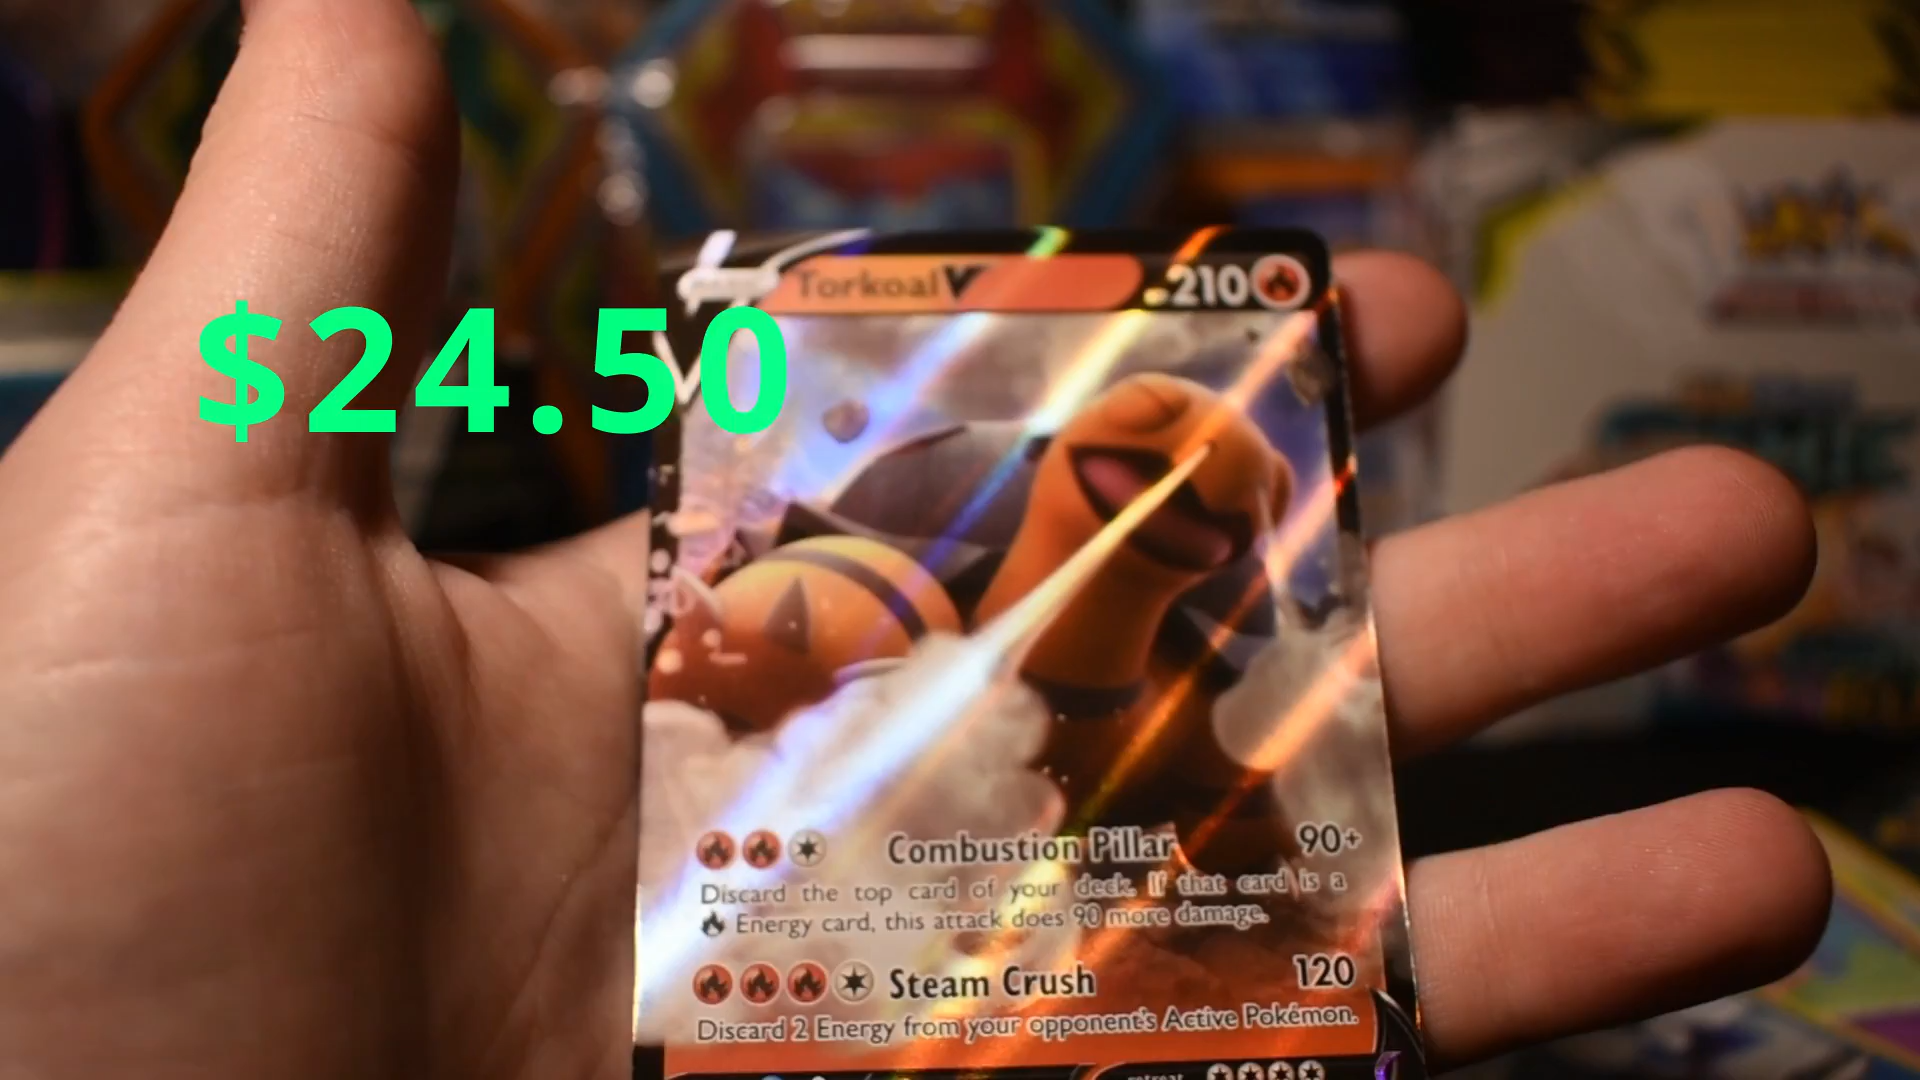 Torkoal V 210
$24.50
Combustion Pillar 90+
Discard the top card of your deck. If that card is a
Energy card, this attack does 90 more damage.
Steam Crush 120
Discard 2 Energy from your opponent's Active Pokémon.
retreat